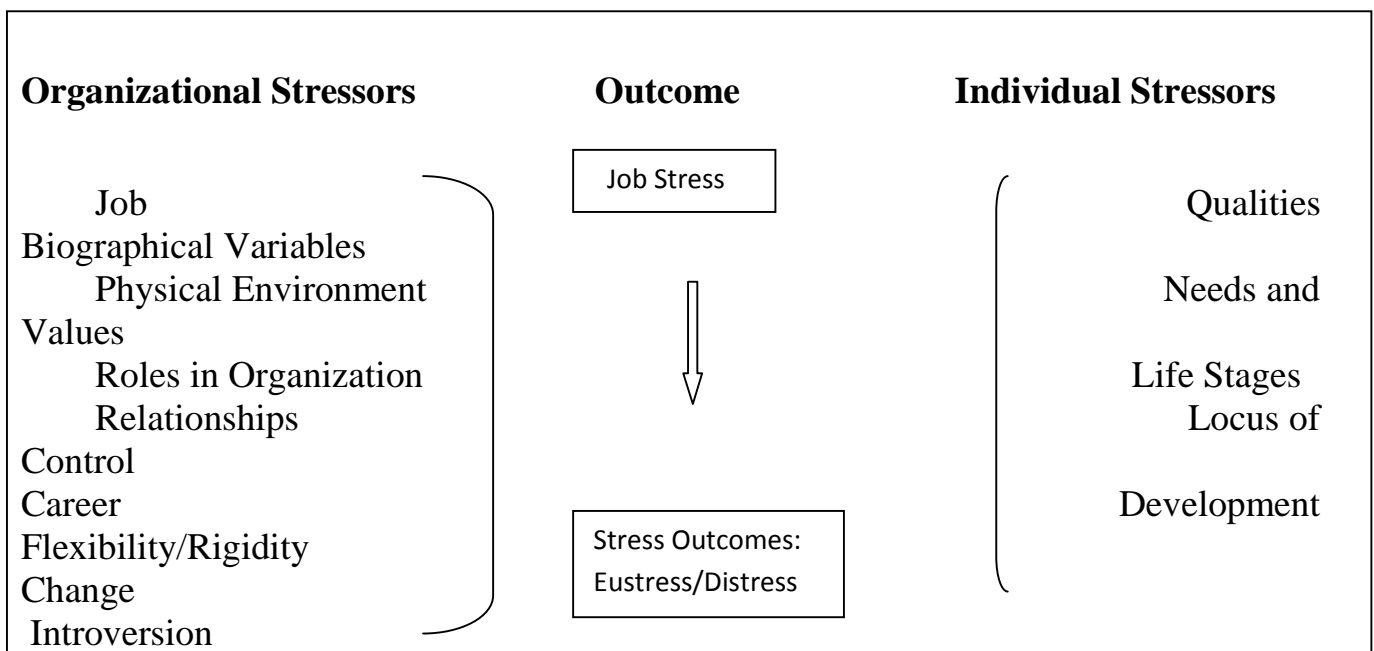 Organizational Stressors Outcome Individual Stressors
Job Stress
Job Qualities
Biographical Variables
Physical Environment Needs and
Values
Roles in Organization Life Stages
Relationships Locus of
Control
Career Development
Flexibility/Rigidity
Stress Outcomes:
Eustress/Distress
Change
Introversion